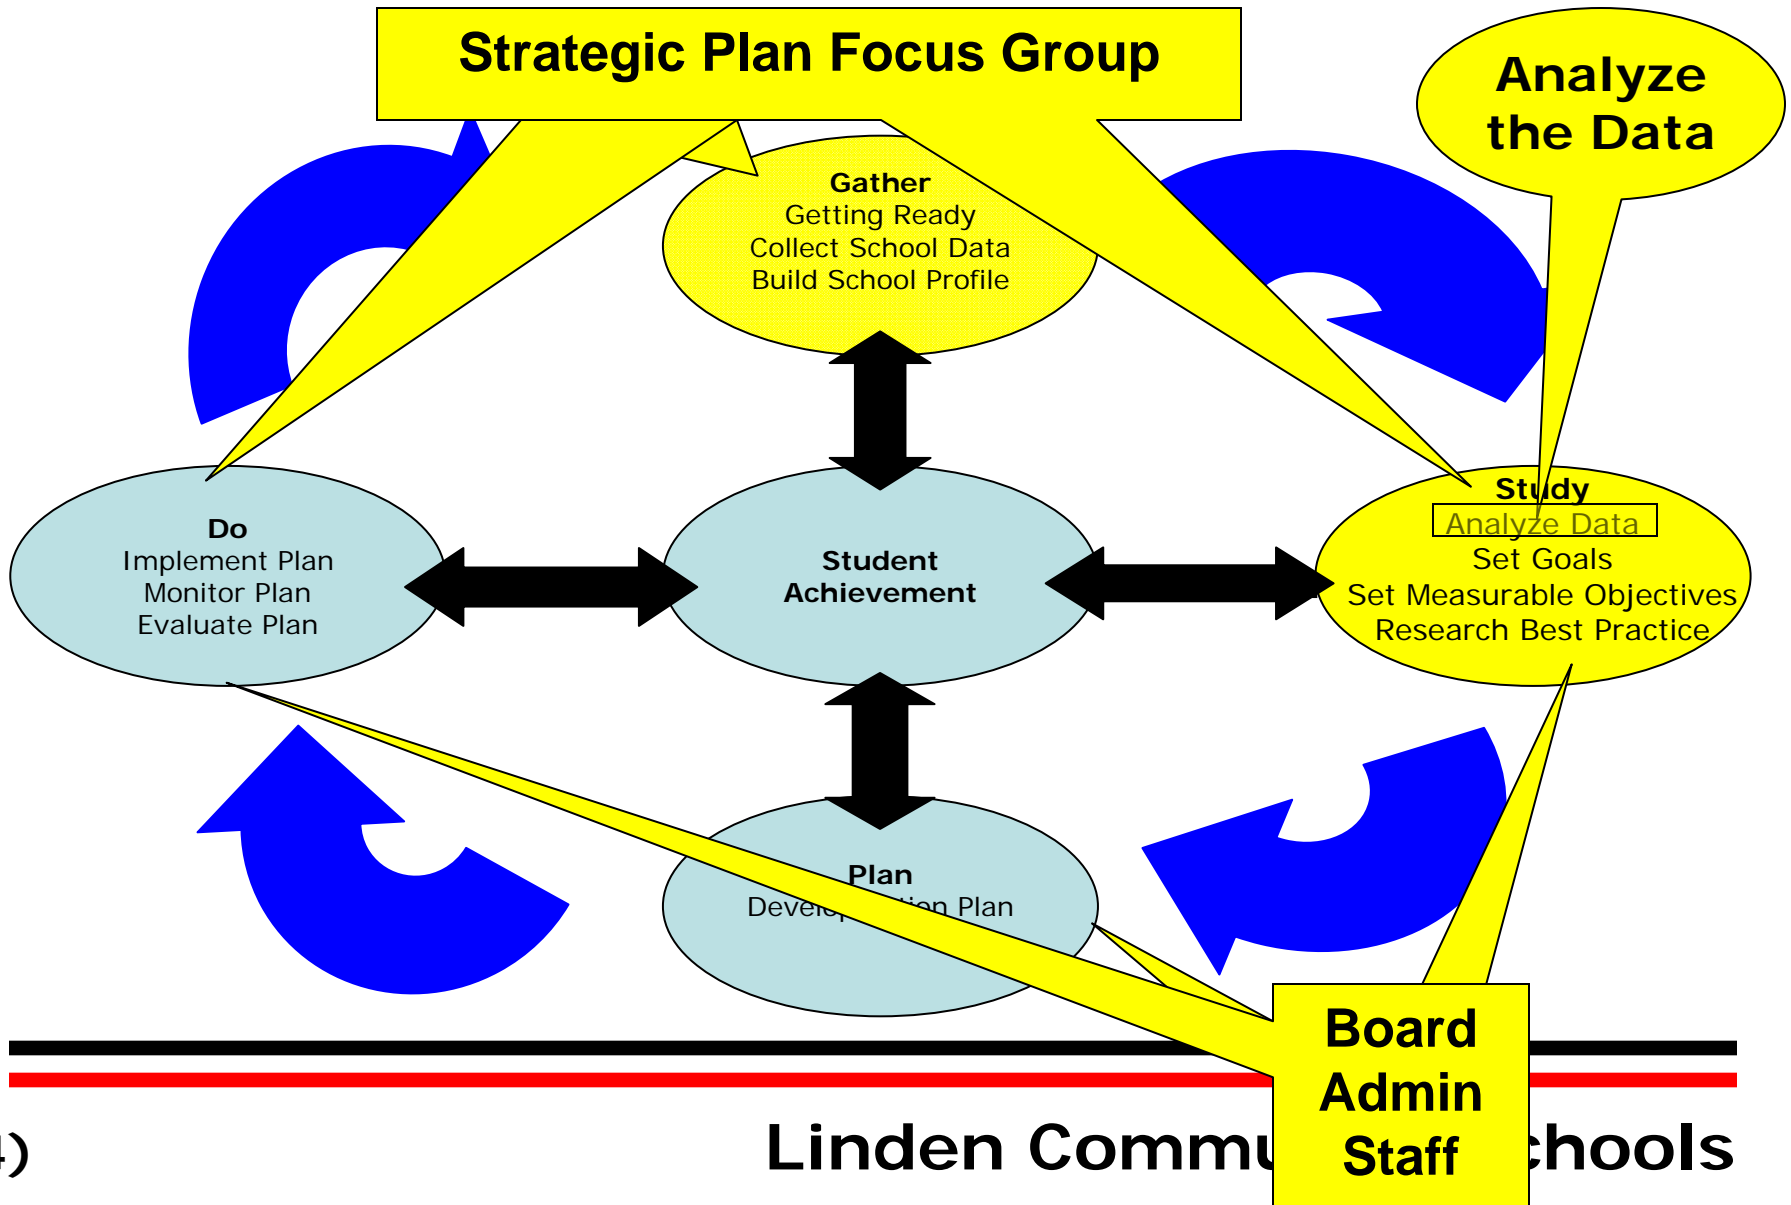 Strategic Plan Focus Group
Analyze
the Data
Gather
Getting Ready
Collect School Data
Build School Profile
Do
Implement Plan
Monitor Plan
Evaluate Plan
Student
Achievement
Study
Analyze Data
Set Goals
Set Measurable Objectives
Research Best Practice
Plan
Plan
Board
Admin
Staff
Linden